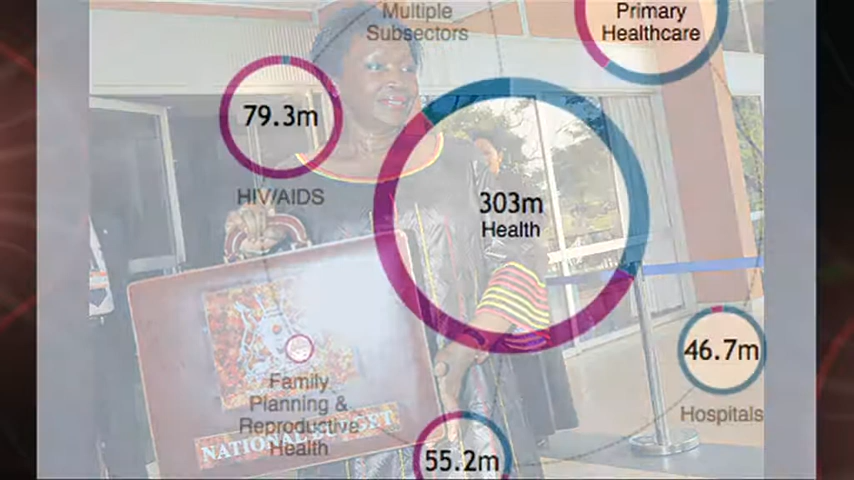 Multiple
Subsectors
Primary
Healthcare
79.3m
HIV/AIDS
303m
Health
46.7m
Hospitals
Family
Planning &
Reproductive
Health
55.2m